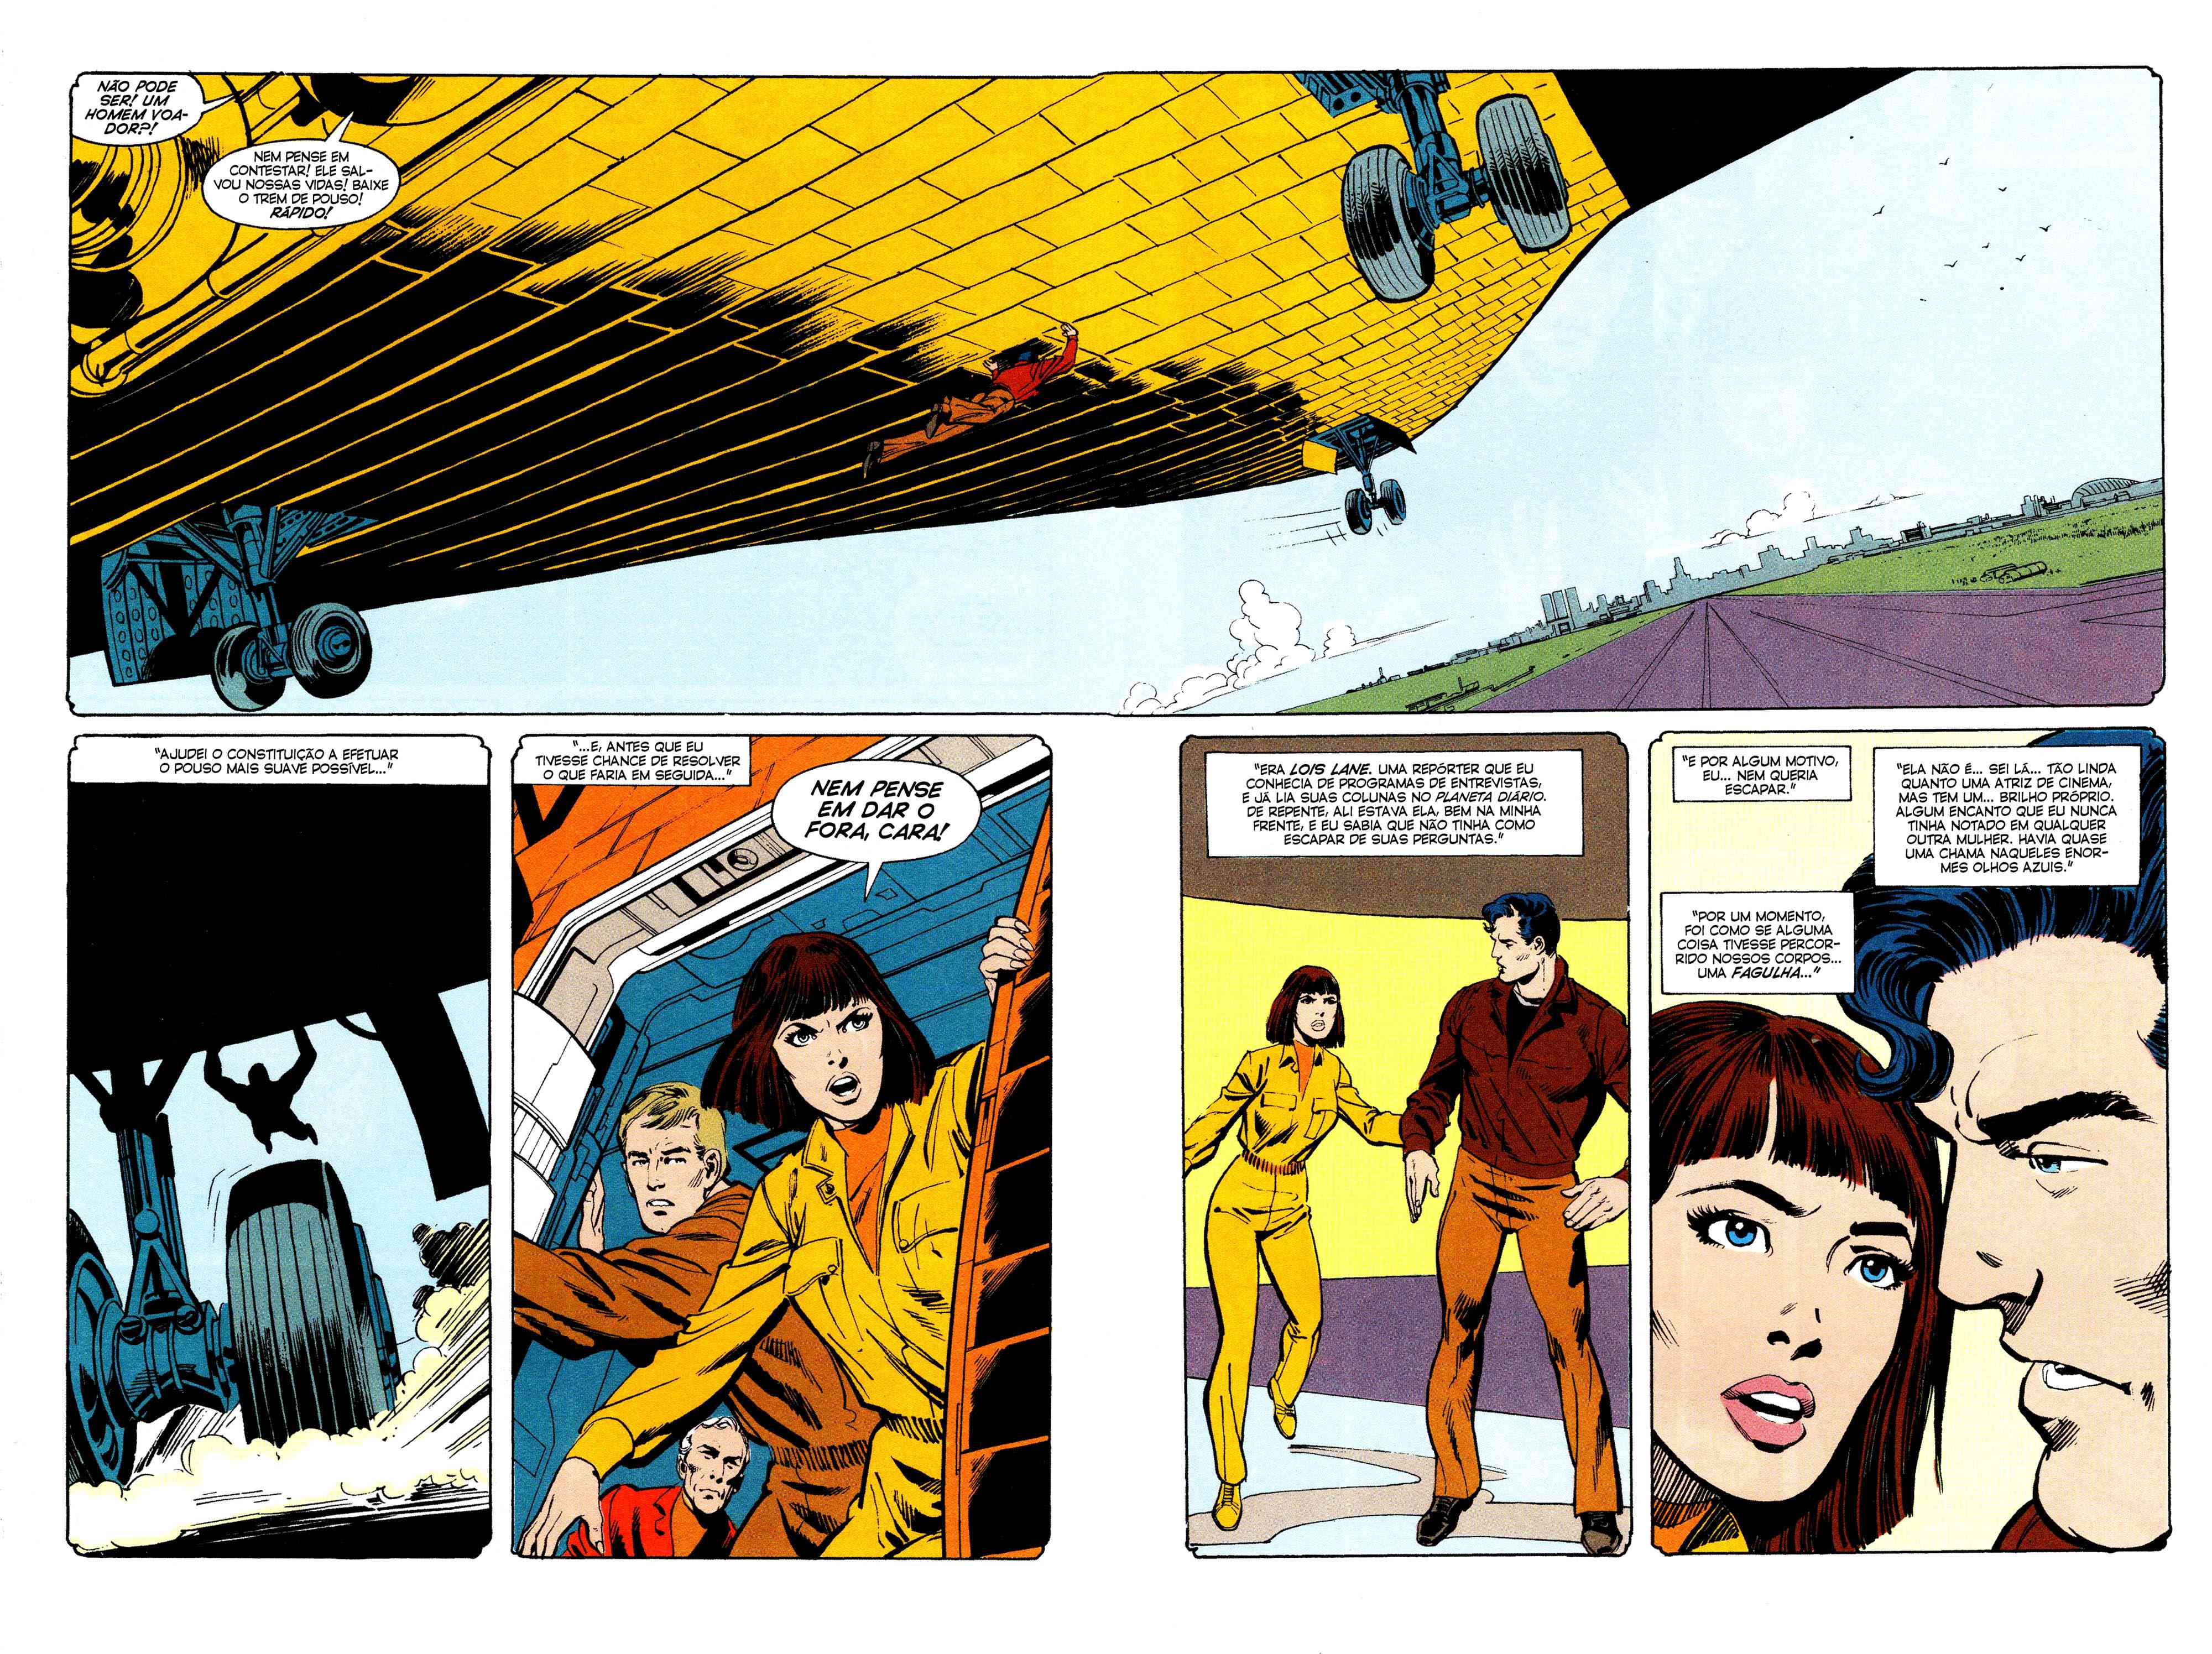 NÃO PODE
SER! UM
HOMEM VOA-
DOR?!
NEM PENSE EM
CONTESTAR! ELE SAL-
VOU NOSSAS VIDAS! BAIXE
O TREM DE POUSO!
RÁPIDO!
"AJUDEI O CONSTITUIÇÃO A EFETUAR
O POUSO MAIS SUAVE POSSÍVEL..."
"...E, ANTES QUE EU
TIVESSE CHANCE DE RESOLVER
O QUE FARIA EM SEGUIDA..."
NEM PENSE
EM DAR O
FORA, CARA!
"ERA LOIS LANE. UMA REPÓRTER QUE EU
CONHECIA DE PROGRAMAS DE ENTREVISTAS,
E JÁ LIA SUAS COLUNAS NO PLANETA DIÁRIO.
DE REPENTE, ALI ESTAVA ELA, BEM NA MINHA
FRENTE, E EU SABIA QUE NÃO TINHA COMO
ESCAPAR DE SUAS PERGUNTAS."
"E POR ALGUM MOTIVO,
EU... NEM QUERIA
ESCAPAR."
"ELA NÃO É... SEI LÁ... TÃO LINDA
QUANTO UMA ATRIZ DE CINEMA,
MAS TEM UM... BRILHO PRÓPRIO.
ALGUM ENCANTO QUE EU NUNCA
TINHA NOTADO EM QUALQUER
OUTRA MULHER. HAVIA QUASE
UMA CHAMA NAQUELES ENOR-
MES OLHOS AZUIS."
"POR UM MOMENTO,
FOI COMO SE ALGUMA
COISA TIVESSE PERCOR-
RIDO NOSSOS CORPOS...
UMA FAGULHA..."